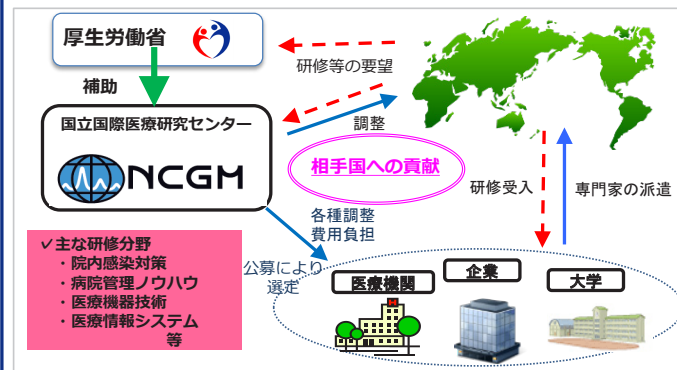 厚生労働省
補助
国立国際医療研究センター
NCGM
研修等の要望
調整
相手国への貢献
研修受入
専門家の派遣
各種調整
費用負担
公募により
選定
✓主な研修分野
・院内感染対策
・病院管理ノウハウ
・医療機器技術
・医療情報システム
等
医療機関
企業
大学
H